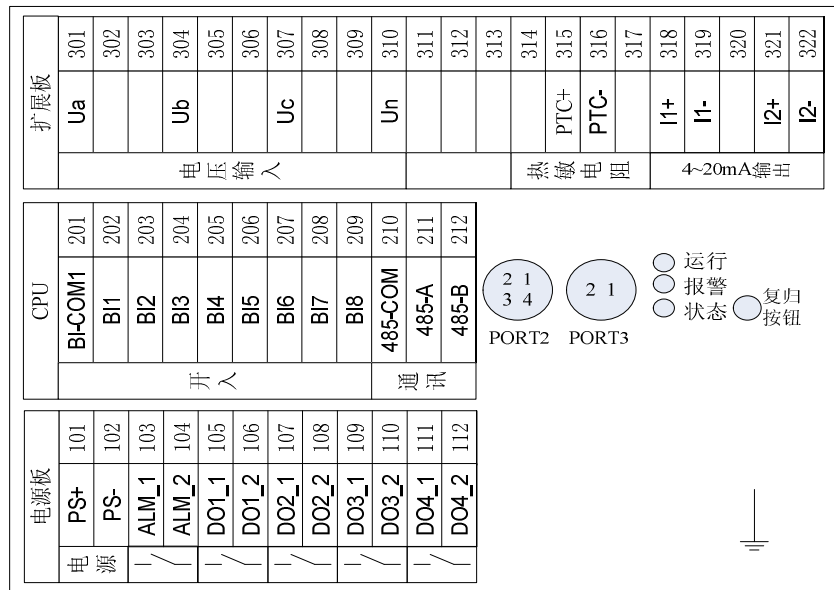 扩展板
301 302 303 304 305 306 307 308 309 310 311 312 313 314 315 316 317 318 319 320 321 322
Ua Ub Uc Un PTC+ PTC- I1+ I1- I2+ I2-
电压输入 热敏电阻 4~20mA输出
CPU
201 202 203 204 205 206 207 208 209 210 211 212
BI-COM1 BI1 BI2 BI3 BI4 BI5 BI6 BI7 BI8 485-COM 485-A 485-B
开入 通讯
2 1
3 4
PORT2
2 1
PORT3
运行
报警
状态
复归
按钮
电源板
101 102 103 104 105 106 107 108 109 110 111 112
PS+ PS- ALM_1 ALM_2 DO1_1 DO1_2 DO2_1 DO2_2 DO3_1 DO3_2 DO4_1 DO4_2
电源